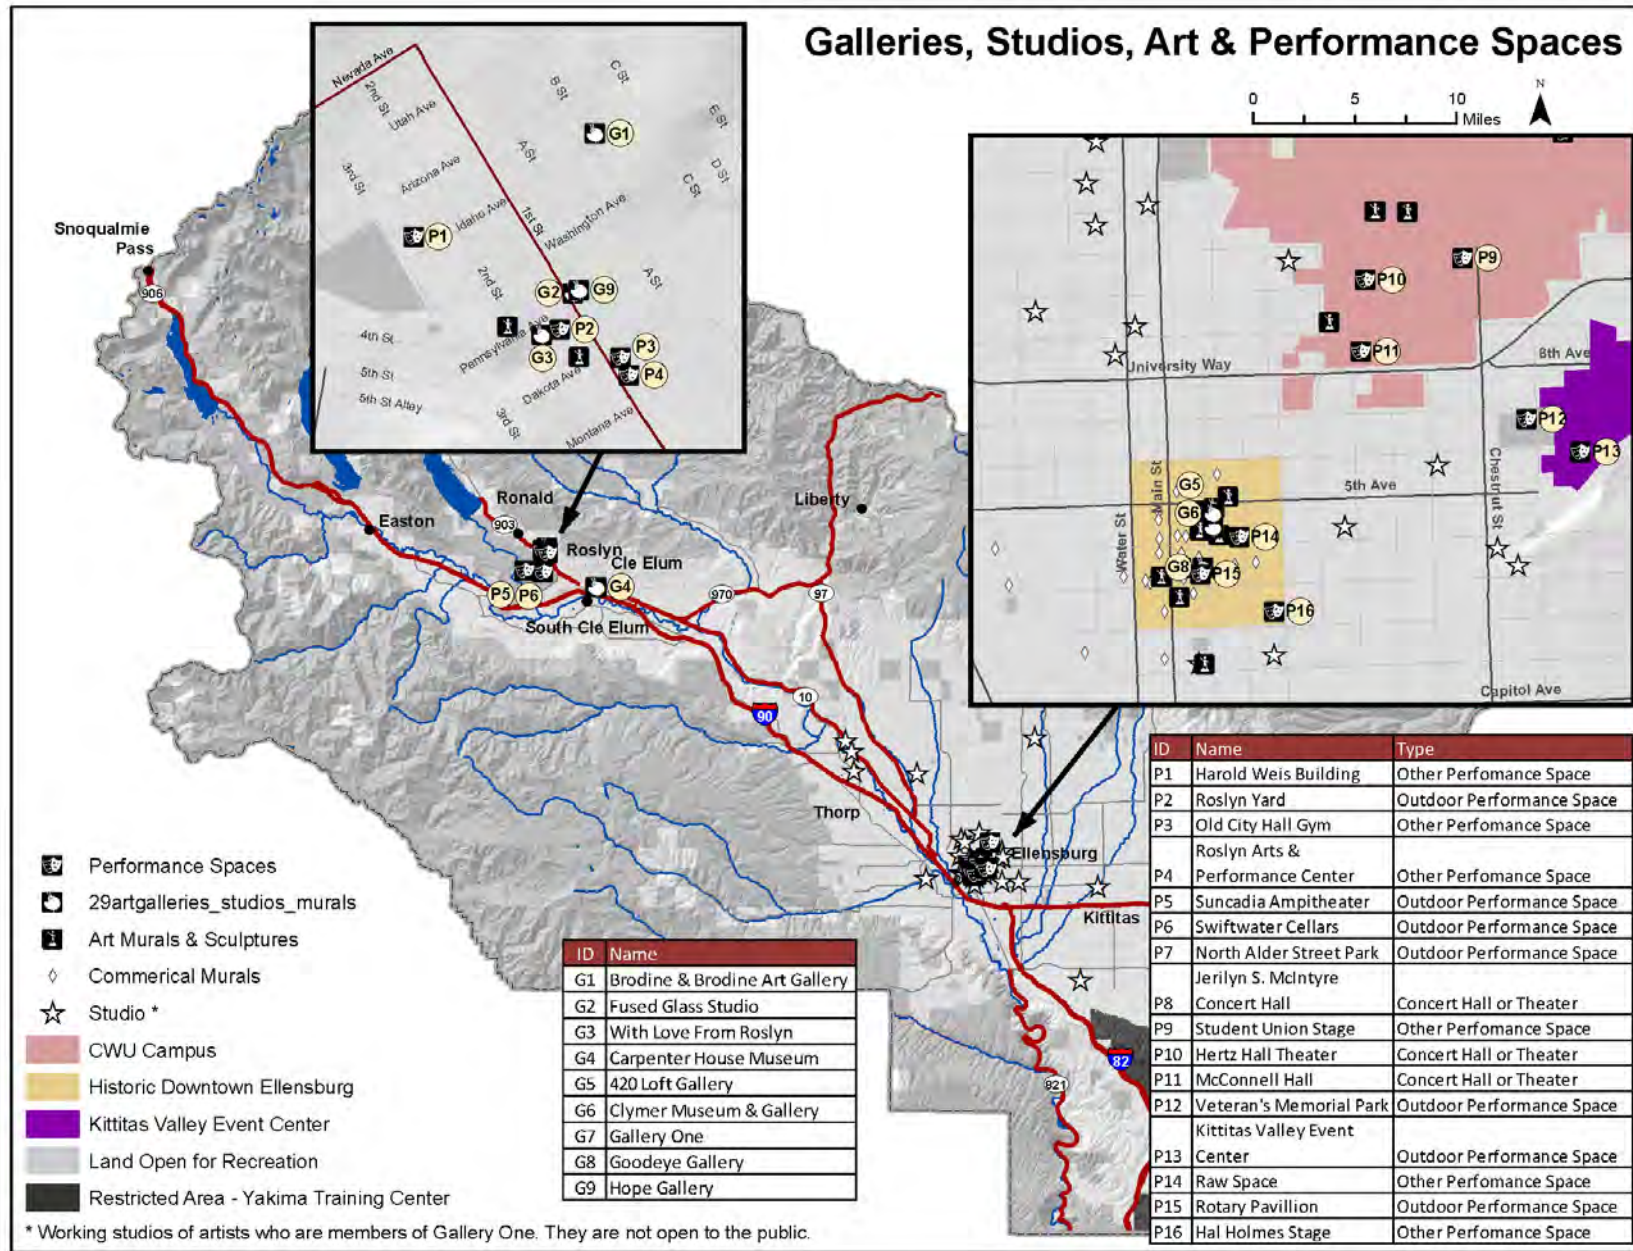 Galleries, Studios, Art & Performance Spaces
N
0 5 10
Miles
Nevada Ave
2nd St
Utah Ave
B St
C St
E St
G1
A St
D St
3rd St
Arizona Ave
C St
Idaho Ave
1st St
Washington Ave
P1
2nd St
A St
G2
G9
P2
4th St
Pennsylvania Ave
G3
P3
P4
5th St
Dakota Ave
5th St Alley
3rd St
Montana Ave
P9
P10
P11
8th Ave
University Way
P12
P13
Main St
Chestnut St
G5
5th Ave
G6
Water St
P14
G8
P15
P16
Capitol Ave
Snoqualmie
Pass
906
Ronald
Easton
903
Liberty
Roslyn
Cle Elum
P5
P6
G4
970
97
South Cle Elum
10
90
Thorp
Ellensburg
Kittitas
82
821
Performance Spaces
29artgalleries_studios_murals
Art Murals & Sculptures
Commerical Murals
Studio *
CWU Campus
Historic Downtown Ellensburg
Kittitas Valley Event Center
Land Open for Recreation
Restricted Area - Yakima Training Center
* Working studios of artists who are members of Gallery One. They are not open to the public.
ID Name
G1 Brodine & Brodine Art Gallery
G2 Fused Glass Studio
G3 With Love From Roslyn
G4 Carpenter House Museum
G5 420 Loft Gallery
G6 Clymer Museum & Gallery
G7 Gallery One
G8 Goodeye Gallery
G9 Hope Gallery
ID Name Type
P1 Harold Weis Building Other Perfomance Space
P2 Roslyn Yard Outdoor Performance Space
P3 Old City Hall Gym Other Perfomance Space
Roslyn Arts &
P4 Performance Center Other Perfomance Space
P5 Suncadia Ampitheater Outdoor Performance Space
P6 Swiftwater Cellars Outdoor Performance Space
P7 North Alder Street Park Outdoor Performance Space
Jerilyn S. McIntyre
P8 Concert Hall Concert Hall or Theater
P9 Student Union Stage Other Perfomance Space
P10 Hertz Hall Theater Concert Hall or Theater
P11 McConnell Hall Concert Hall or Theater
P12 Veteran's Memorial Park Outdoor Performance Space
Kittitas Valley Event
P13 Center Outdoor Performance Space
P14 Raw Space Other Perfomance Space
P15 Rotary Pavillion Outdoor Performance Space
P16 Hal Holmes Stage Other Perfomance Space